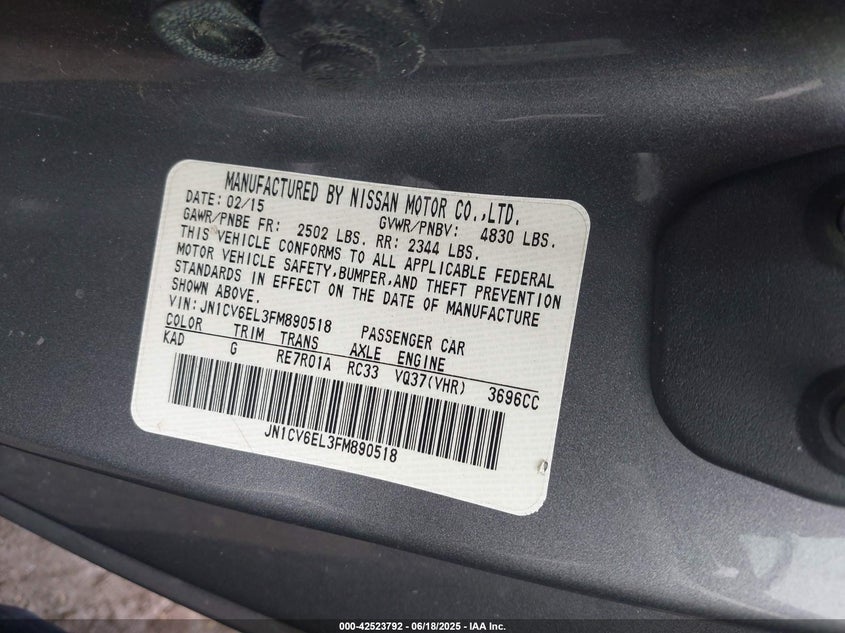 MANUFACTURED BY NISSAN MOTOR CO.,LTD.
DATE: 02/15 GVWR/PNBV: 4830 LBS.
GAWR/PNBE FR: 2502 LBS. RR: 2344 LBS.
THIS VEHICLE CONFORMS TO ALL APPLICABLE FEDERAL
MOTOR VEHICLE SAFETY,BUMPER,AND THEFT PREVENTION
STANDARDS IN EFFECT ON THE DATE OF MANUFACTURE
SHOWN ABOVE.
VIN:JN1CV6EL3FM890518 PASSENGER CAR
COLOR TRIM TRANS AXLE ENGINE
KAD G RE7R01A RC33 VQ37(VHR) 3696CC
JN1CV6EL3FM890518
000-42523792 - 06/18/2025 - IAA Inc.